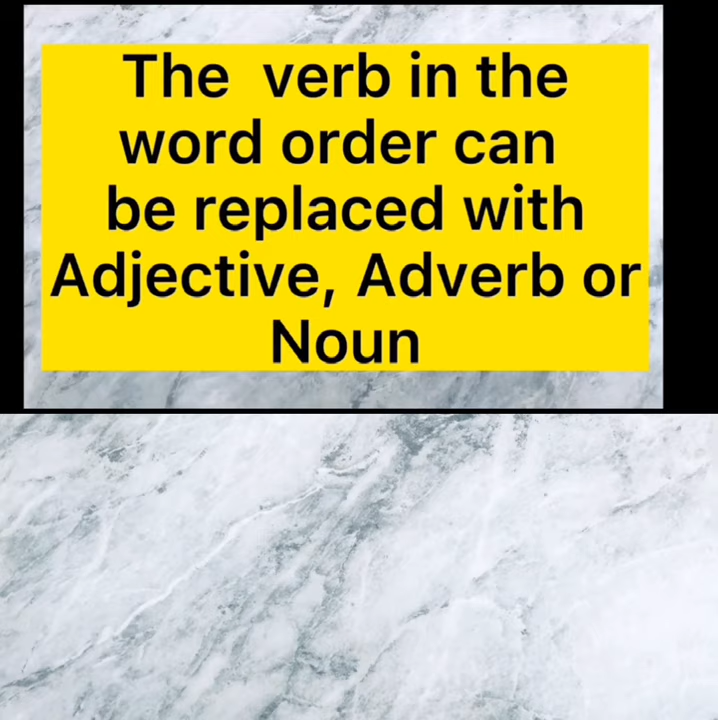 The verb in the
word order can
be replaced with
Adjective, Adverb or
Noun